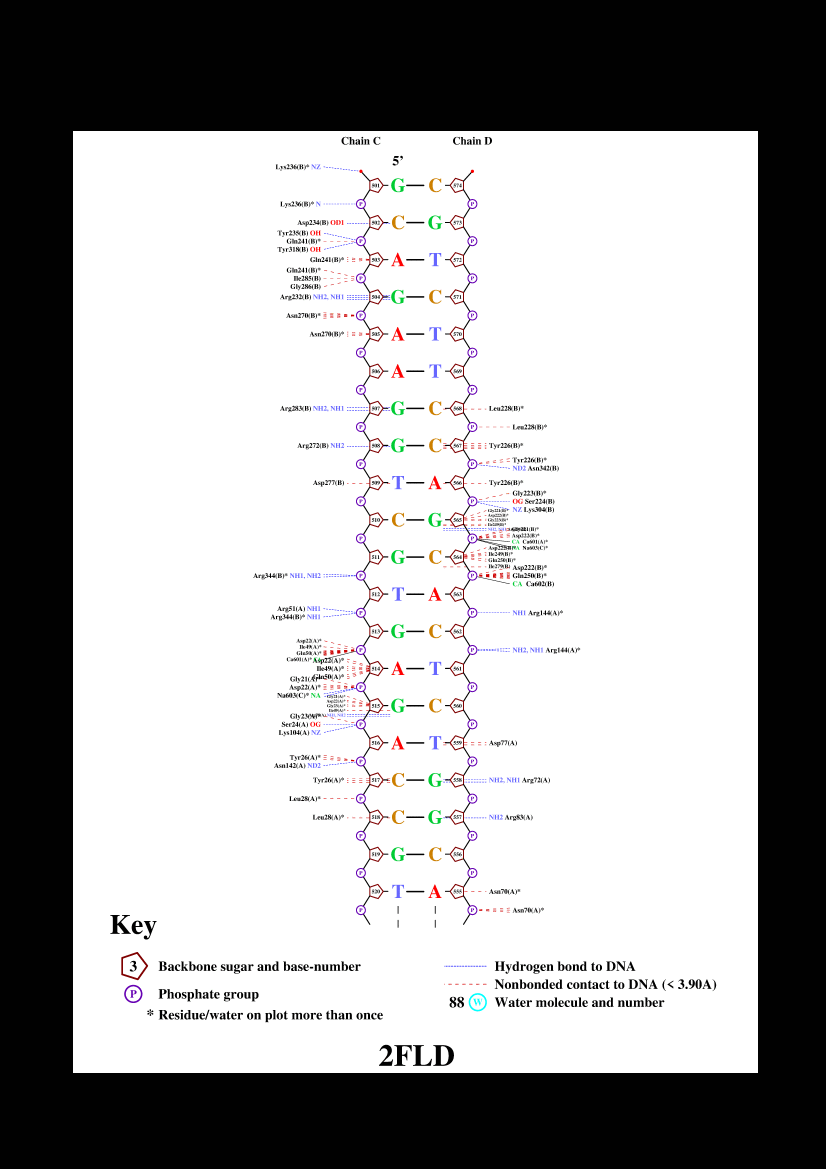 Chain C Chain D
5'
Lys236(B)* NZ
501 G C 574
Lys236(B)* N P
P
Asp234(B) OD1 502 C G 573
Tyr235(B) OH
Gln241(B)* P P
Tyr318(B) OH
Gln241(B)* 503 A T 572
Gln241(B)*
Ile285(B) P P
Gly286(B)
Arg232(B) NH2, NH1 504 G C 571
Asn270(B)* P P
Asn270(B)* 505 A T 570
P P
506 A T 569
P P
Arg283(B) NH2, NH1 507 G C 568 Leu228(B)*
P P Leu228(B)*
Arg272(B) NH2 508 G C 567 Tyr226(B)*
P P Tyr226(B)*
ND2 Asn342(B)
Asp277(B) 509 T A 566 Tyr226(B)*
Gly223(B)*
P P OG Ser224(B)
NZ Lys304(B)
510 C G 565
P P Asp222(B)*
CA Ca601(A)*
Na603(C)*
511 G C 564 Ile249(B)*
Gln250(B)*
Ile279(B) Asp222(B)*
Arg344(B)* NH1, NH2 P P Gln250(B)*
CA Ca602(B)
512 T A 563
Arg51(A) NH1
P P NH1 Arg144(A)*
Arg344(B)* NH1
513 G C 562
Asp22(A)*
Ile49(A)*
Gln50(A)* P P NH2, NH1 Arg144(A)*
Ca601(A)* Asp22(A)*
Ile49(A)* 514 A T 561
Gln50(A)*
Gly21(A)*
Asp22(A)* P P
Na603(C)* NA
515 G C 560
Gly23(A)*
Ser24(A) OG P P
Lys104(A) NZ
516 A T 559 Asp77(A)
Tyr26(A)* P P
Asn142(A) ND2
Tyr26(A)* 517 C G 558 NH2, NH1 Arg72(A)
Leu28(A)* P P
Leu28(A)* 518 C G 557 NH2 Arg83(A)
P P
519 G C 556
P P
520 T A 555 Asn70(A)*
P P Asn70(A)*
Key
3 Backbone sugar and base-number
P Phosphate group
* Residue/water on plot more than once
Hydrogen bond to DNA
Nonbonded contact to DNA (< 3.90A)
88 W Water molecule and number
2FLD